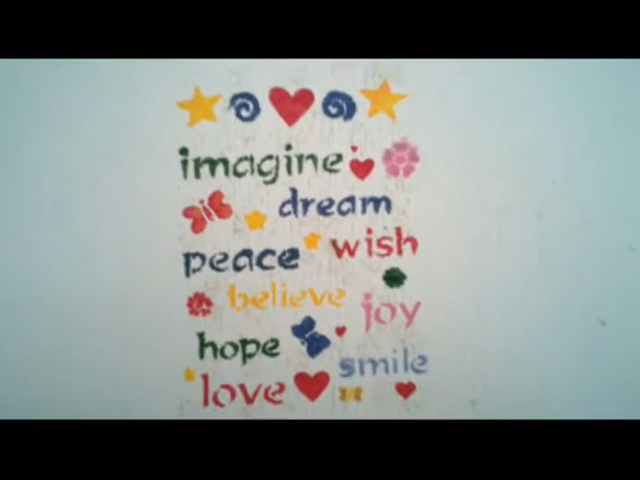 imagine
dream
peace wish
believe joy
hope smile
love